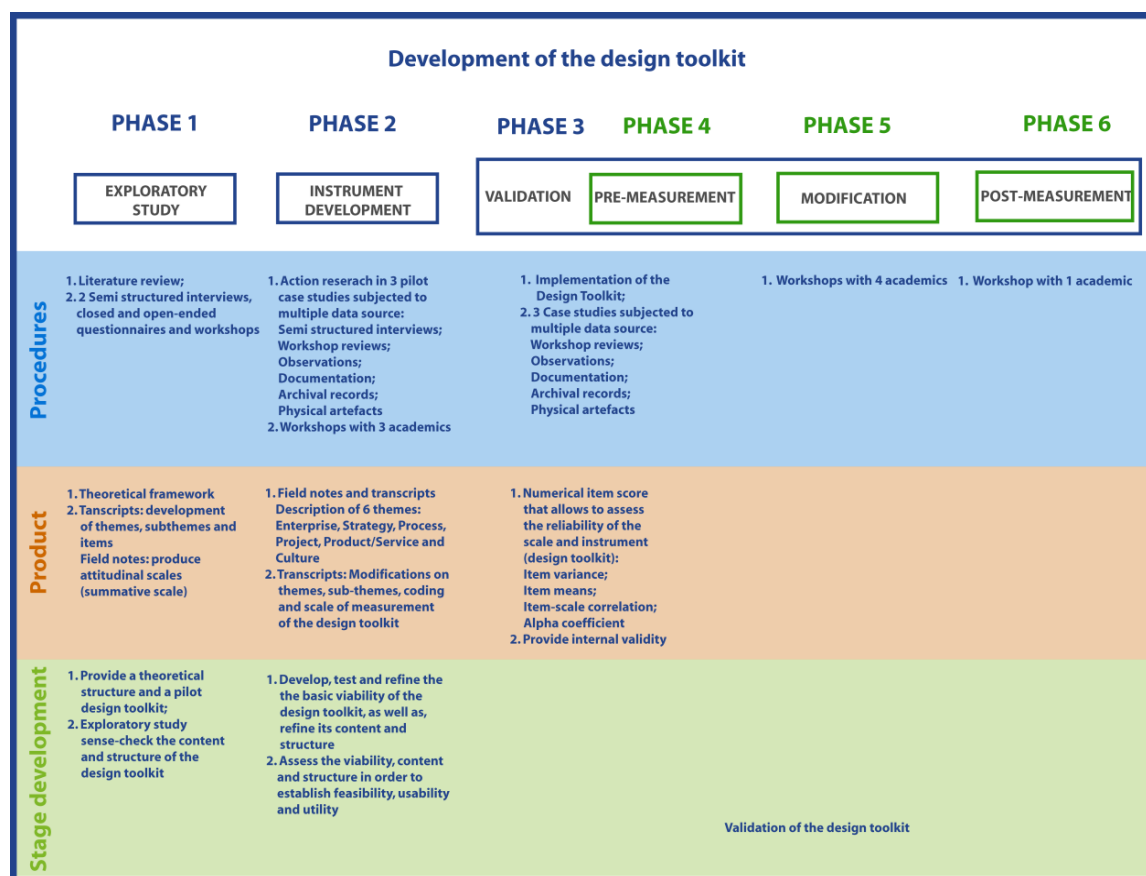 Development of the design toolkit
PHASE 1
PHASE 2
PHASE 3
PHASE 4
PHASE 5
PHASE 6
EXPLORATORY
STUDY
INSTRUMENT
DEVELOPMENT
VALIDATION
PRE-MEASUREMENT
MODIFICATION
POST-MEASUREMENT
Procedures
1. Literature review;
2. 2 Semi structured interviews,
closed and open-ended
questionnaires and workshops
1. Action reserach in 3 pilot
case studies subjected to
multiple data source:
Semi structured interviews;
Workshop reviews;
Observations;
Documentation;
Archival records;
Physical artefacts
2. Workshops with 3 academics
1. Implementation of the
Design Toolkit;
2. 3 Case studies subjected to
multiple data source:
Workshop reviews;
Observations;
Documentation;
Archival records;
Physical artefacts
1. Workshops with 4 academics
1. Workshop with 1 academic
Product
1. Theoretical framework
2. Tanscripts: development
of themes, subthemes and
items
Field notes: produce
attitudinal scales
(summative scale)
1. Field notes and transcripts
Description of 6 themes:
Enterprise, Strategy, Process,
Project, Product/Service and
Culture
2. Transcripts: Modifications on
themes, sub-themes, coding
and scale of measurement
of the design toolkit
1. Numerical item score
that allows to assess
the reliability of the
scale and instrument
(design toolkit):
Item variance;
Item means;
Item-scale correlation;
Alpha coefficient
2. Provide internal validity
Stage development
1. Provide a theoretical
structure and a pilot
design toolkit;
2. Exploratory study
sense-check the content
and structure of the
design toolkit
1. Develop, test and refine the
the basic viability of the
design toolkit, as well as,
refine its content and
structure
2. Assess the viability, content
and structure in order to
establish feasibility, usability
and utility
Validation of the design toolkit